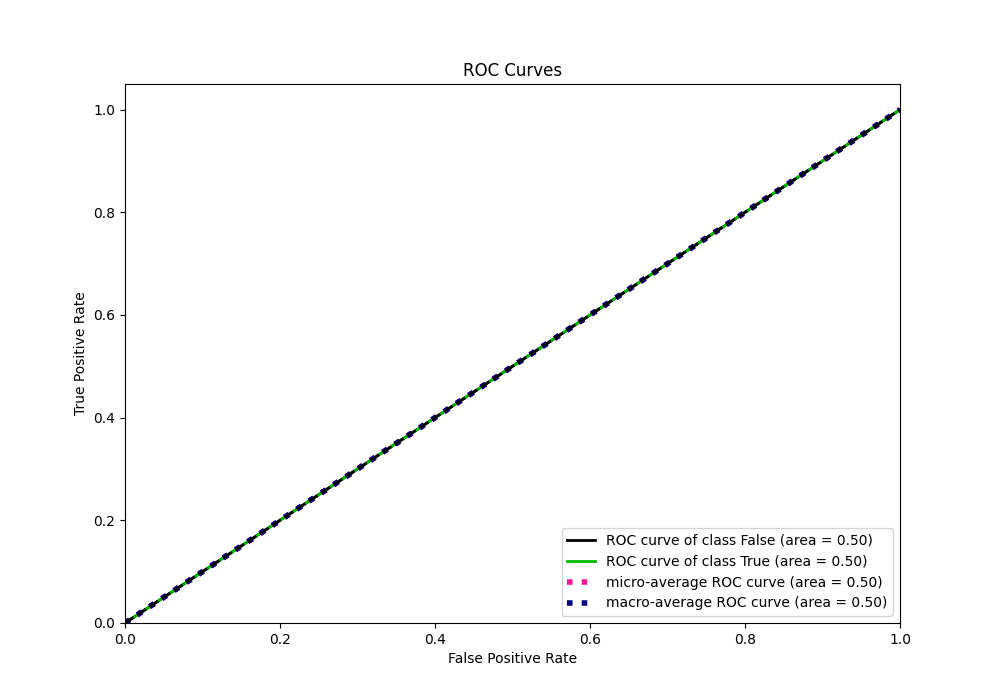 ROC Curves
True Positive Rate
1.0
0.8
0.6
0.4
0.2
0.0
ROC curve of class False (area = 0.50)
ROC curve of class True (area = 0.50)
micro-average ROC curve (area = 0.50)
macro-average ROC curve (area = 0.50)
0.0 0.2 0.4 0.6 0.8 1.0
False Positive Rate